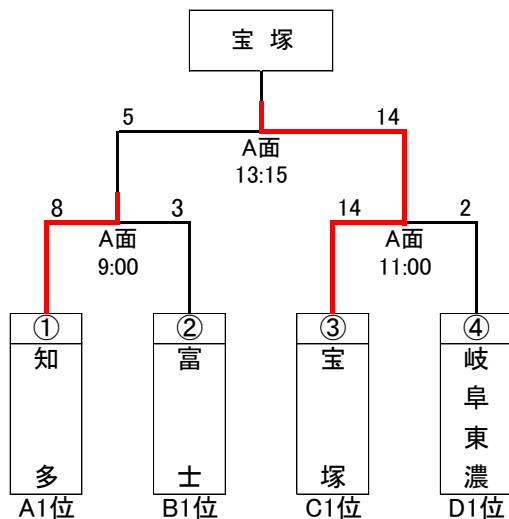 宝塚
5 14
A面
13:15
8 3 14 2
A面 A面
9:00 11:00
① ② ③ ④
知多 富士 宝塚 岐阜東濃
A1位 B1位 C1位 D1位